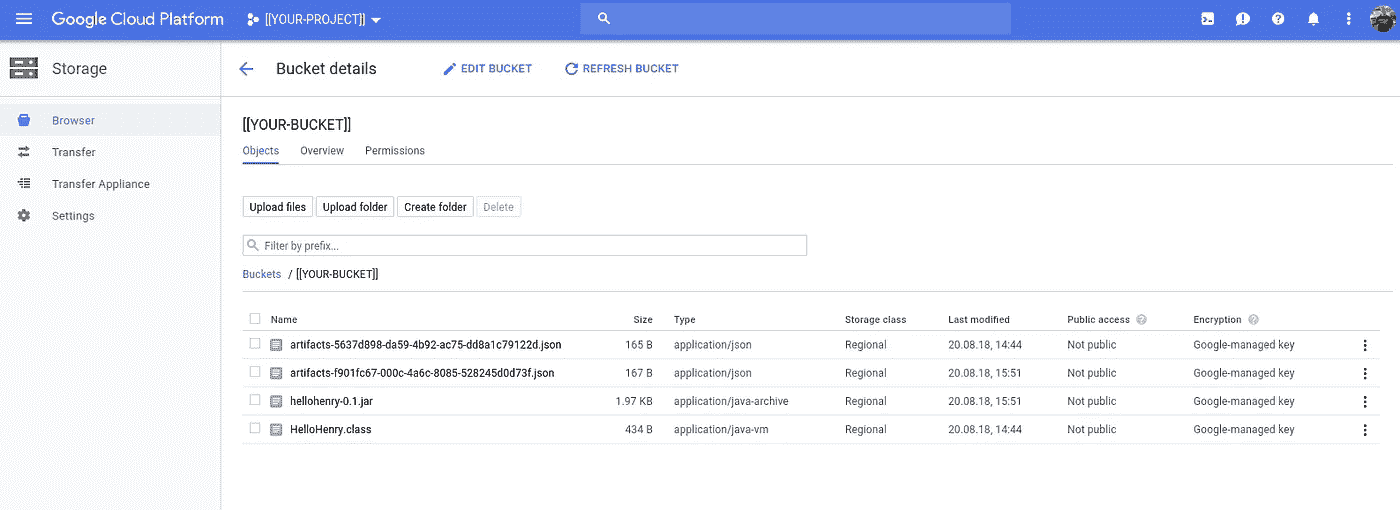 Google Cloud Platform [[YOUR-PROJECT]]
Storage Bucket details EDIT BUCKET REFRESH BUCKET
Browser
Transfer
Transfer Appliance
Settings
[[YOUR-BUCKET]]
Objects Overview Permissions
Upload files Upload folder Create folder Delete
Filter by prefix...
Buckets / [[YOUR-BUCKET]]
Name Size Type Storage class Last modified Public access Encryption
artifacts-5637d898-da59-4b92-ac75-dd8a1c79122d.json 165 B application/json Regional 20.08.18, 14:44 Not public Google-managed key
artifacts-f901fc67-000c-4a6c-8085-528245d0d73f.json 167 B application/json Regional 20.08.18, 15:51 Not public Google-managed key
hellohenry-0.1.jar 1.97 KB application/java-archive Regional 20.08.18, 15:51 Not public Google-managed key
HelloHenry.class 434 B application/java-vm Regional 20.08.18, 14:44 Not public Google-managed key